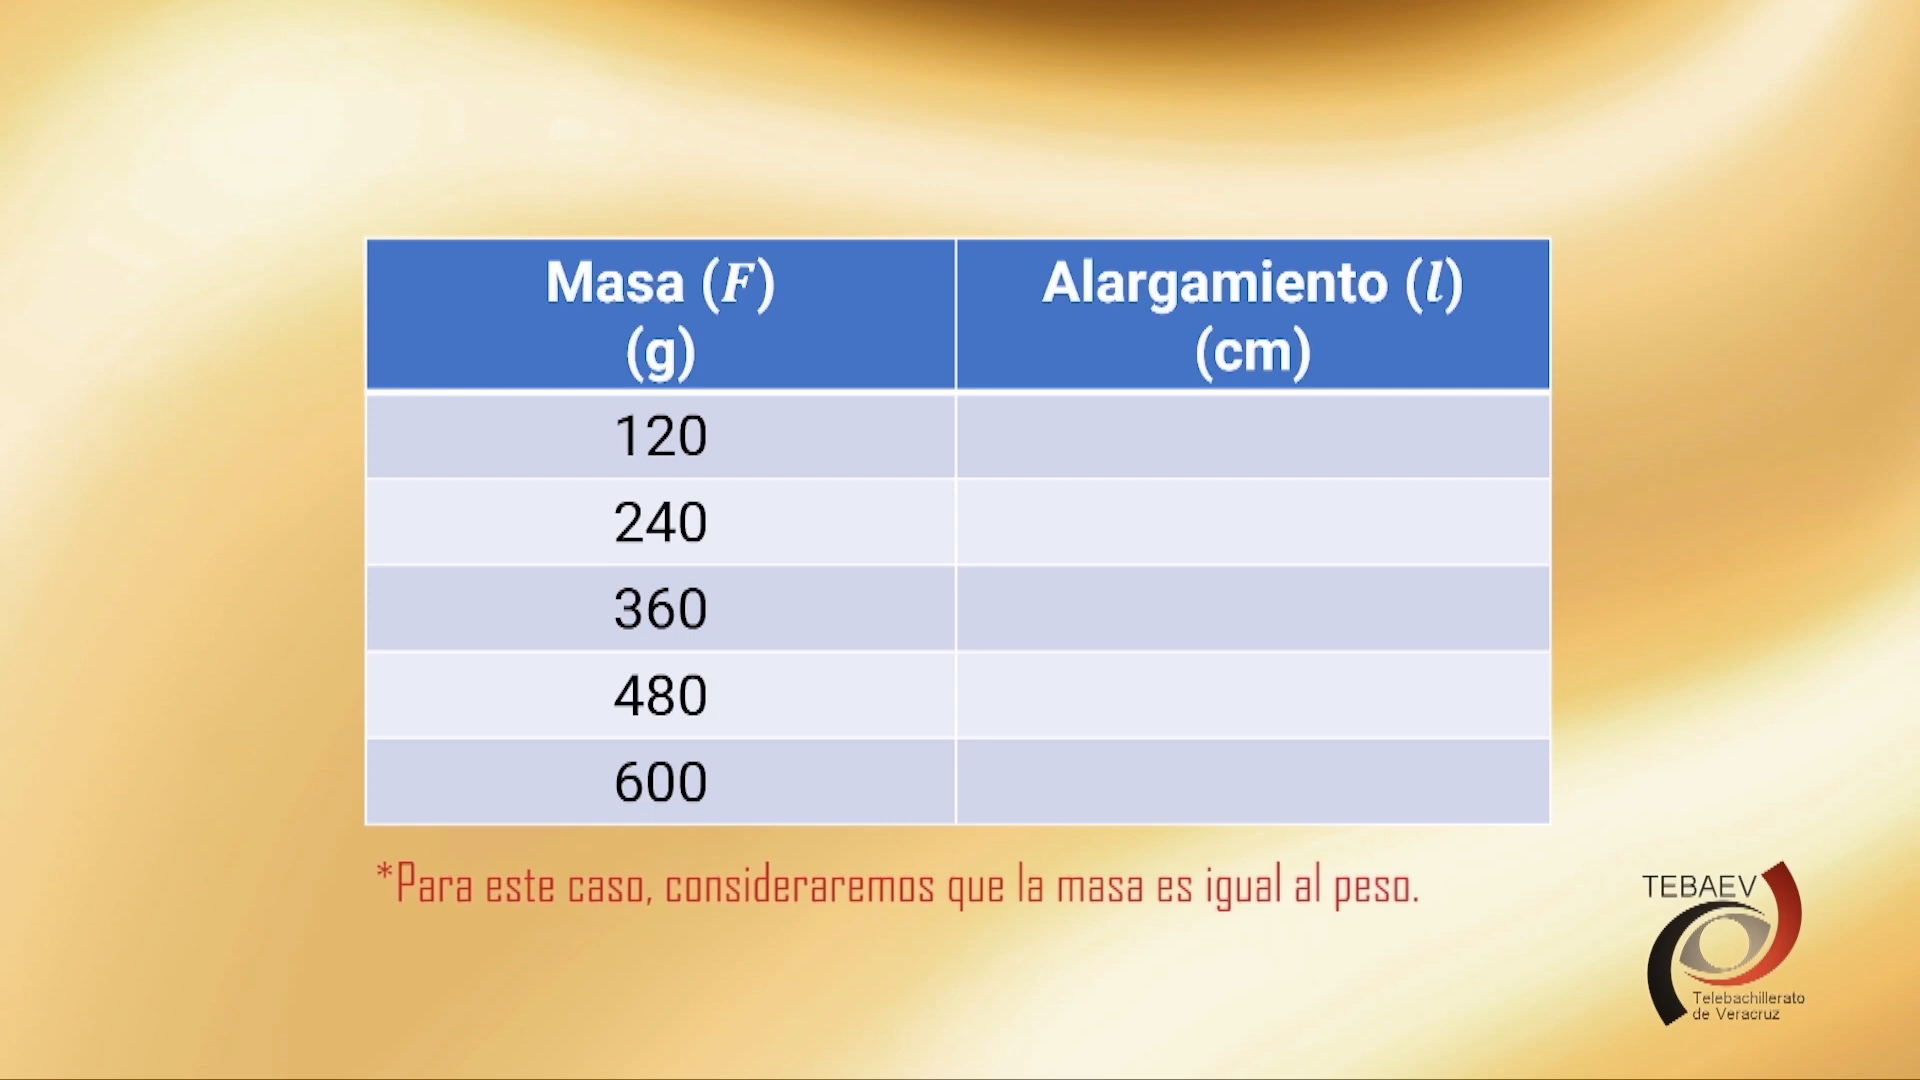 Masa (F)
(g)
Alargamiento (l)
(cm)
120
240
360
480
600
*Para este caso, consideraremos que la masa es igual al peso.
TEBAEV
Telebachillerato
de Veracruz